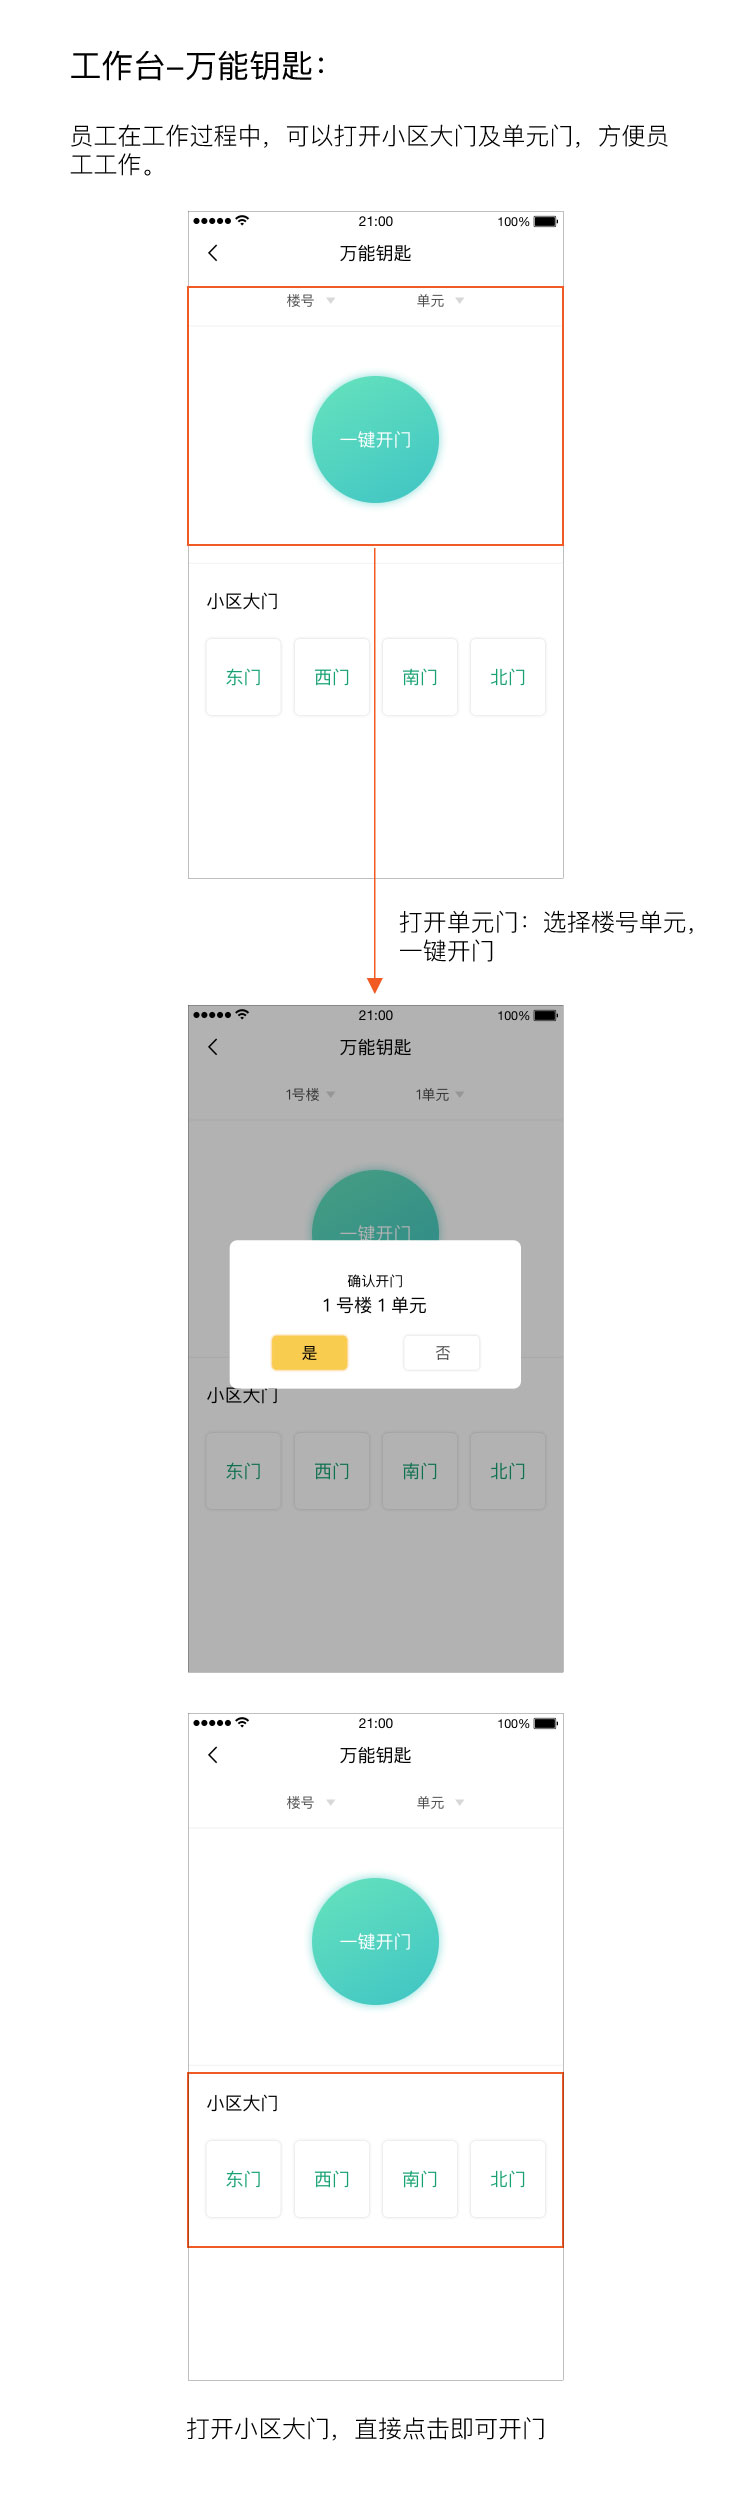 工作台-万能钥匙：
员工在工作过程中，可以打开小区大门及单元门，方便员
工工作。
21:00 100%
万能钥匙
楼号 单元
一键开门
小区大门
东门 西门 南门 北门
打开单元门：选择楼号单元，
一键开门
21:00 100%
万能钥匙
1号楼 1单元
一键开门
确认开门
1 号楼 1 单元
是 否
小区大门
东门 西门 南门 北门
21:00 100%
万能钥匙
楼号 单元
一键开门
小区大门
东门 西门 南门 北门
打开小区大门，直接点击即可开门